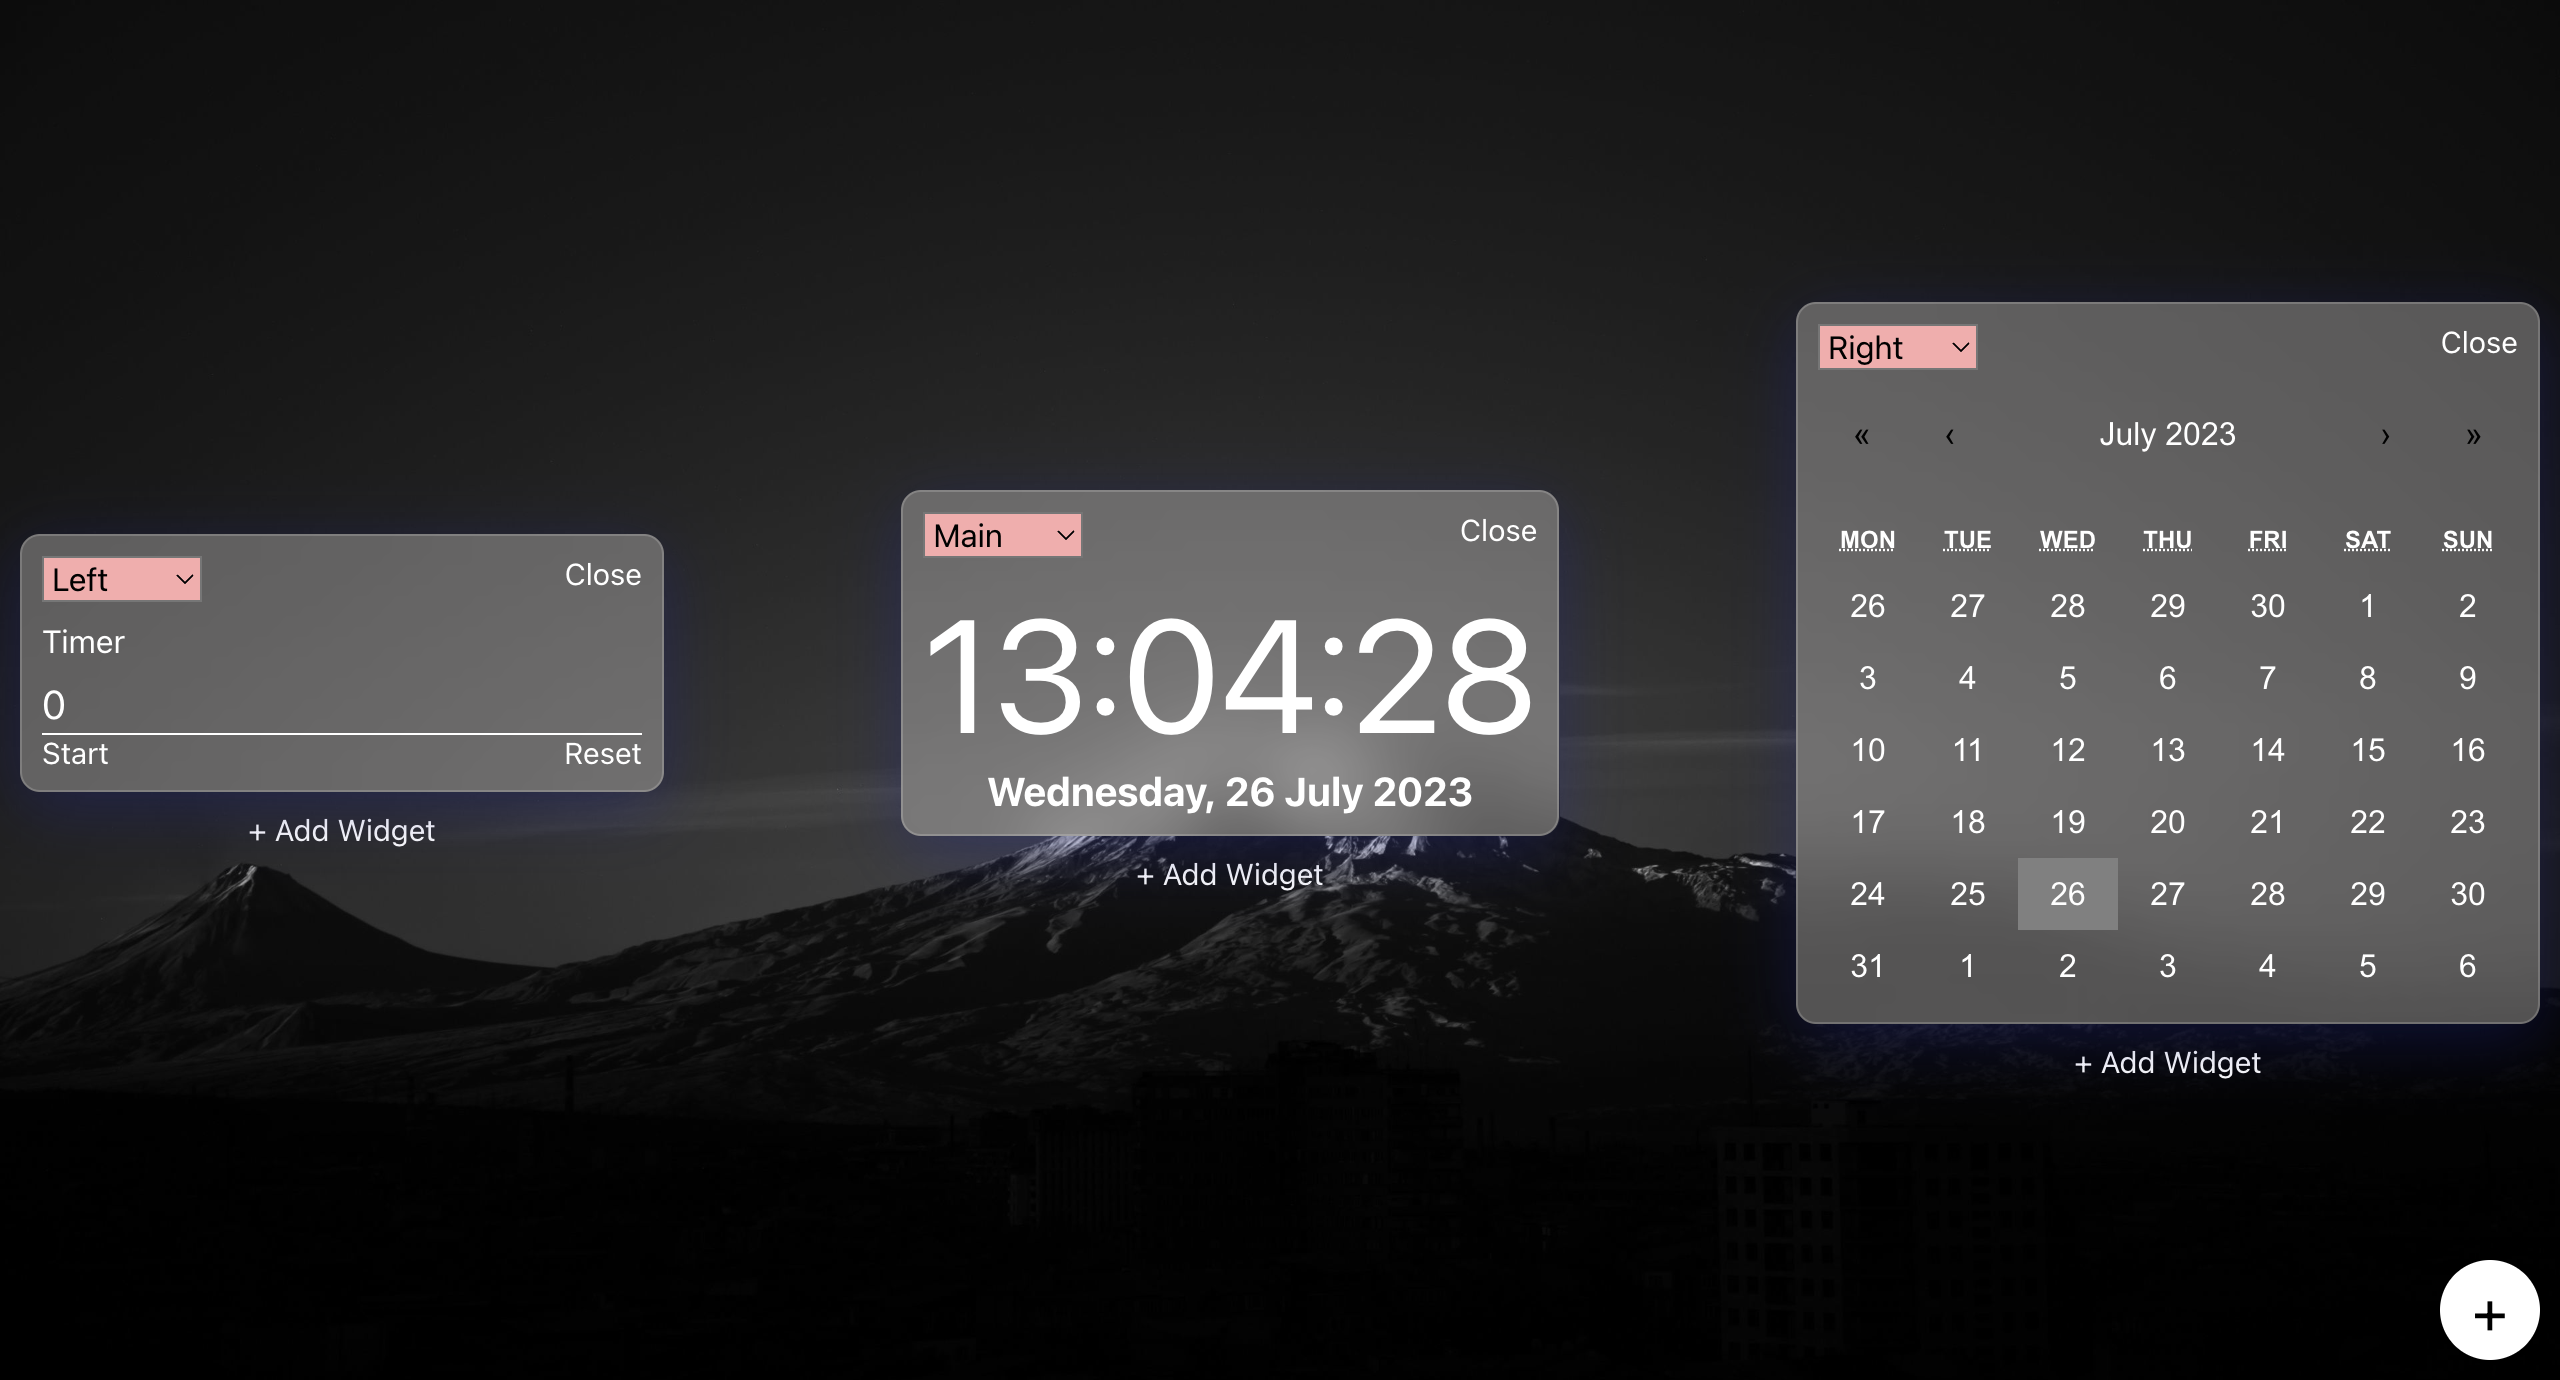 Left Close
Timer
0
Start Reset
+ Add Widget
Main Close
13:04:28
Wednesday, 26 July 2023
+ Add Widget
Right Close
« ‹ July 2023 › »
MON TUE WED THU FRI SAT SUN
26 27 28 29 30 1 2
3 4 5 6 7 8 9
10 11 12 13 14 15 16
17 18 19 20 21 22 23
24 25 26 27 28 29 30
31 1 2 3 4 5 6
+ Add Widget
+